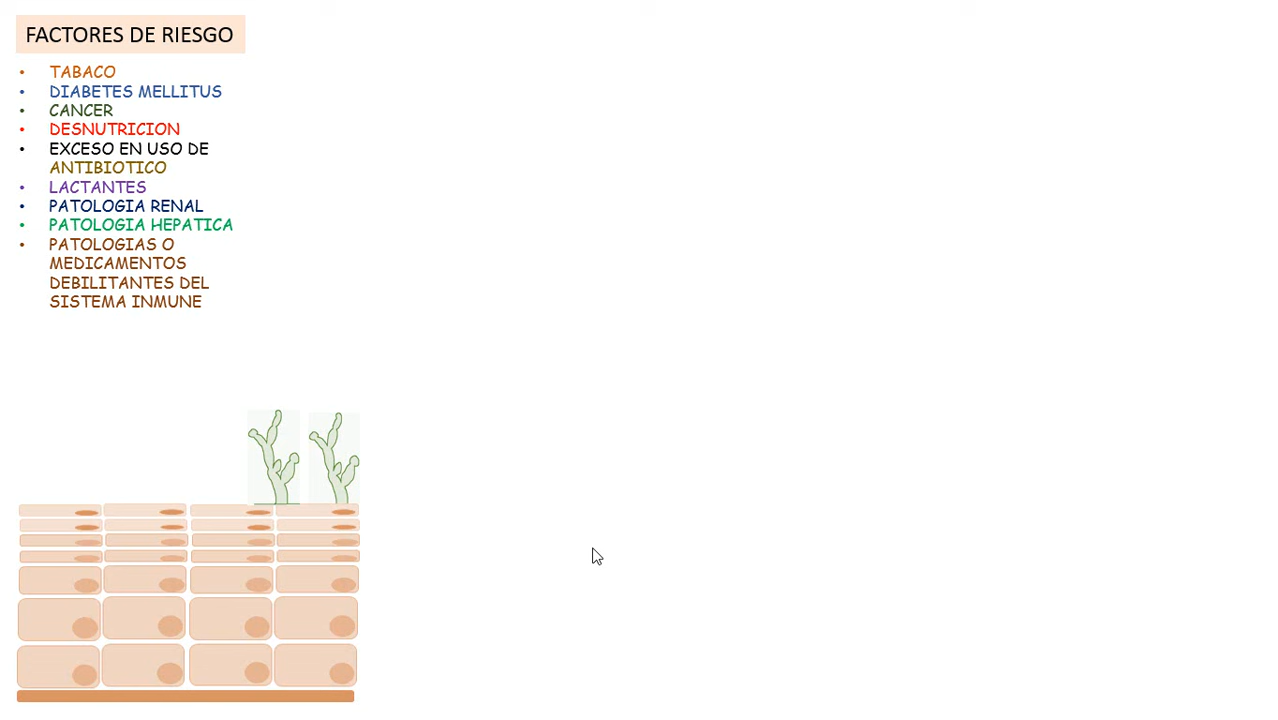 FACTORES DE RIESGO
• TABACO
• DIABETES MELLITUS
• CANCER
• DESNUTRICION
• EXCESO EN USO DE
ANTIBIOTICO
• LACTANTES
• PATOLOGIA RENAL
• PATOLOGIA HEPATICA
• PATOLOGIAS O
MEDICAMENTOS
DEBILITANTES DEL
SISTEMA INMUNE